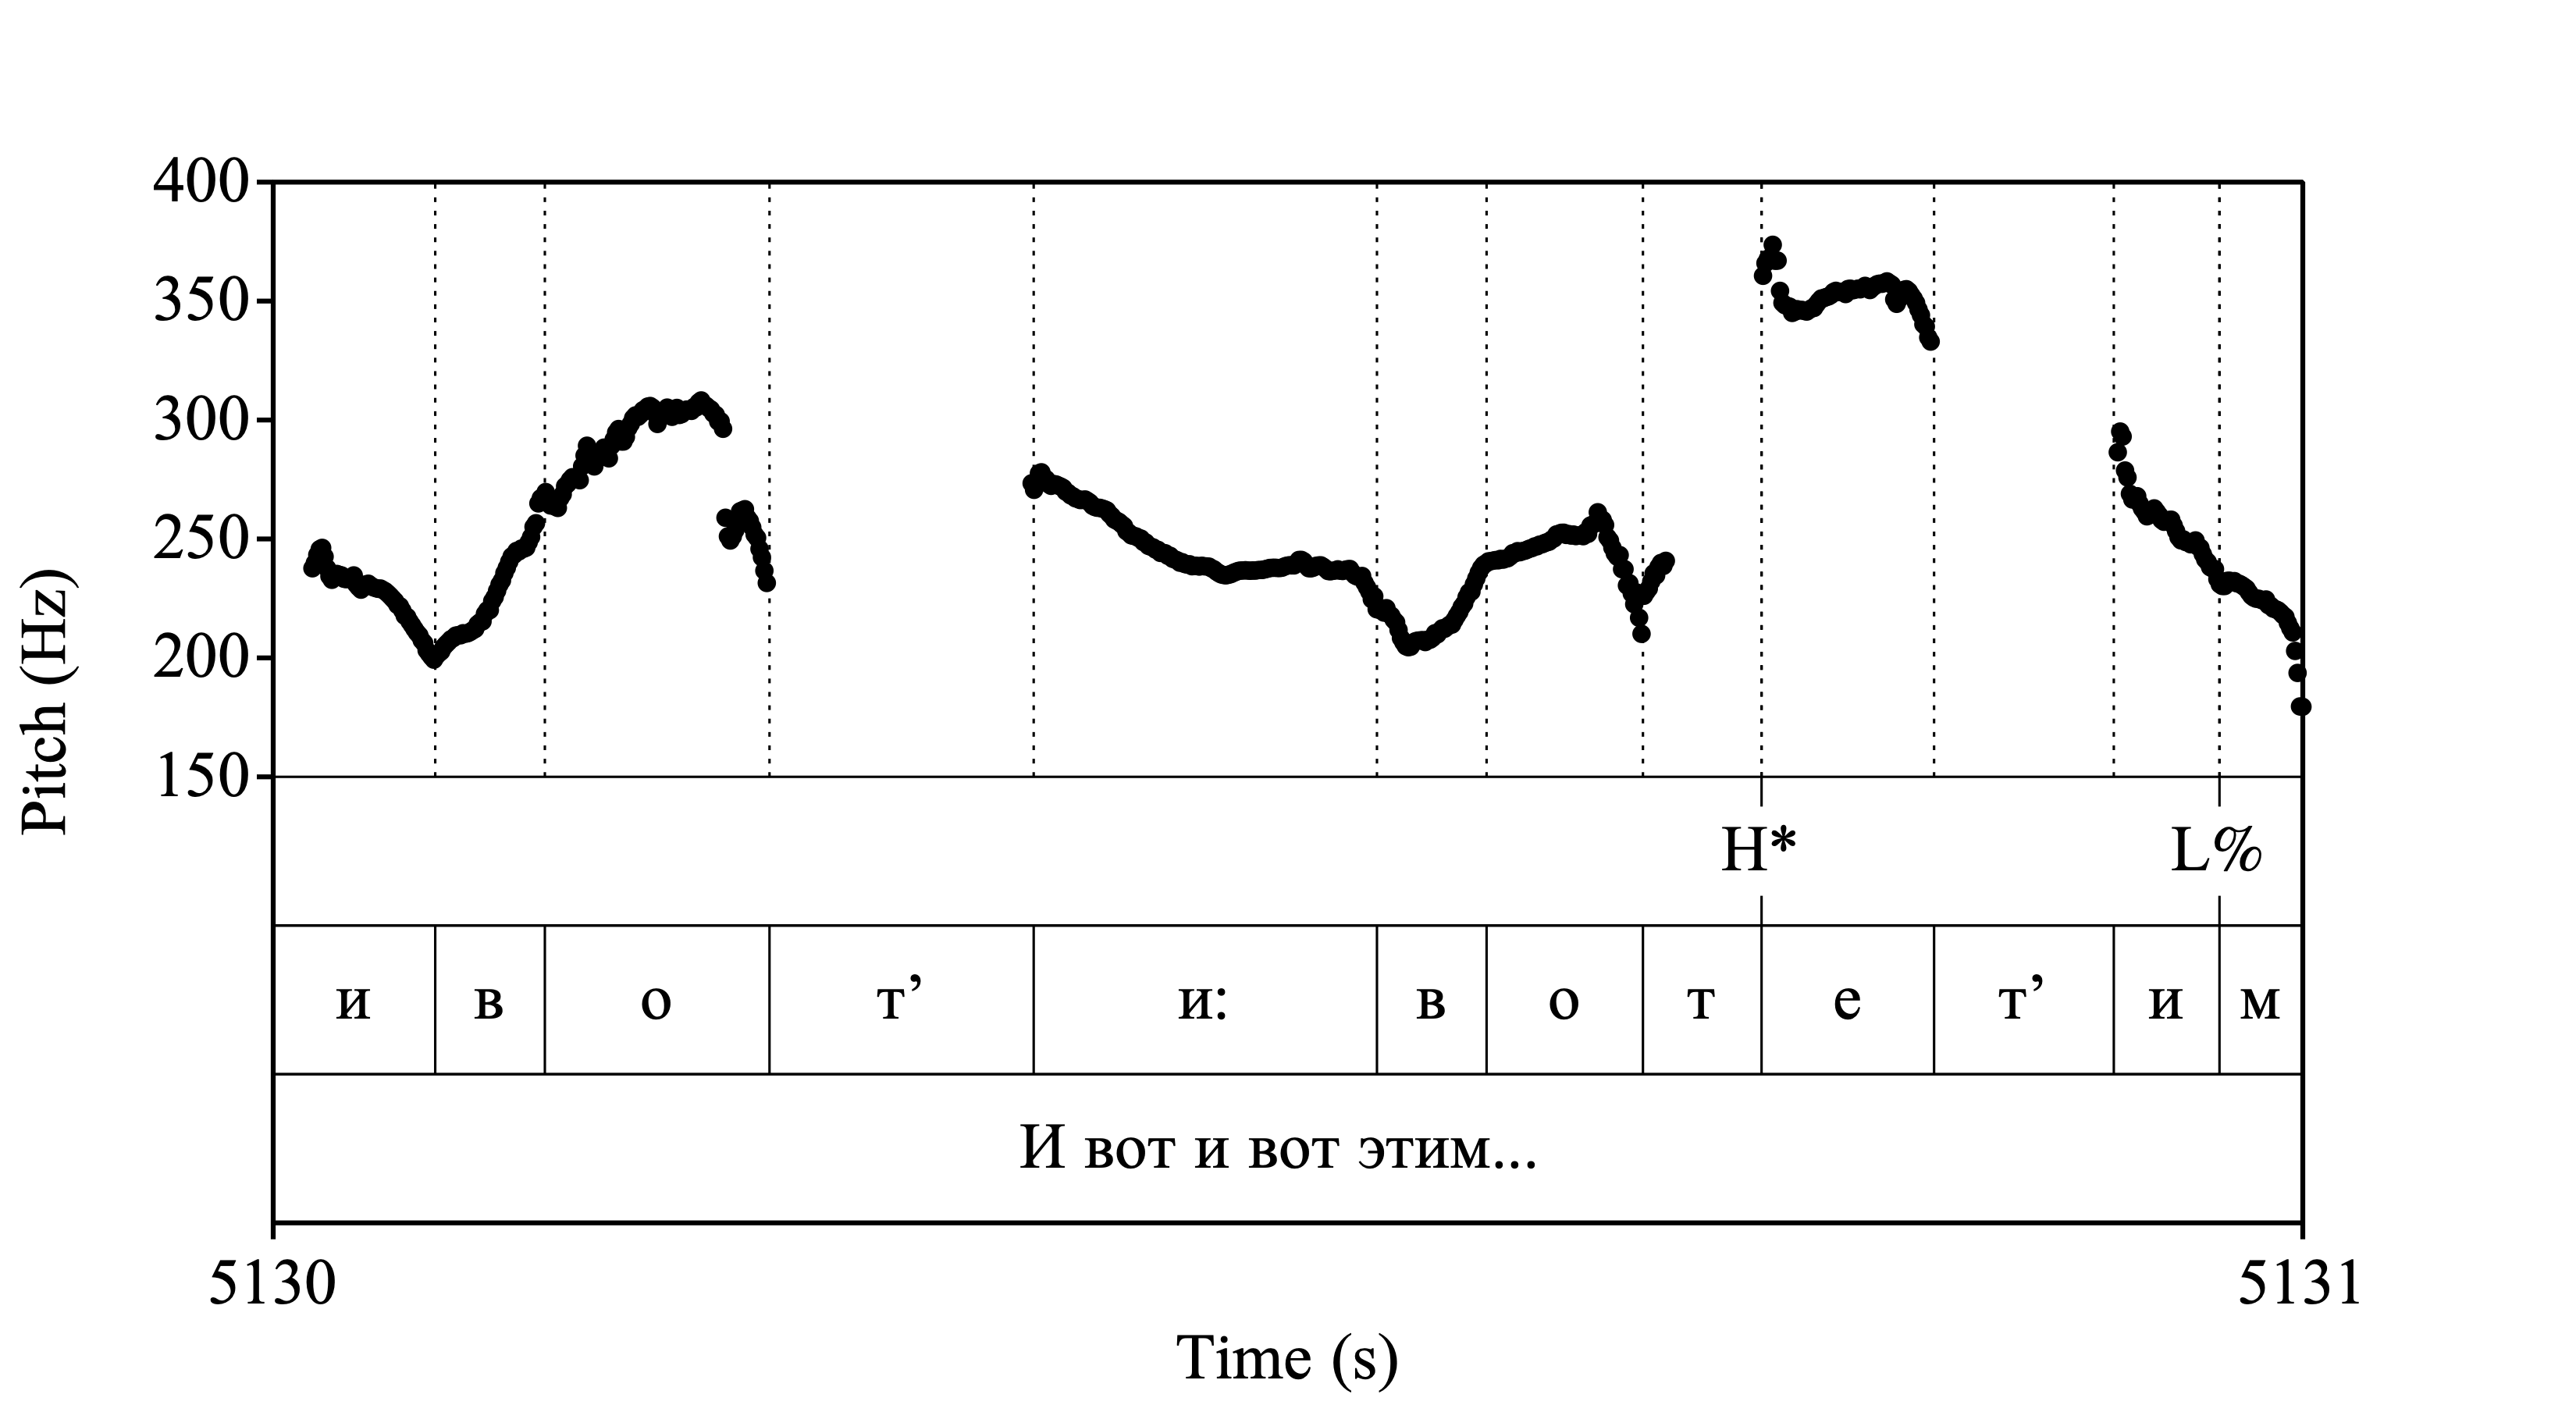 400
350
300
250
200
150
Pitch (Hz)
H* L%
и в о т’ и: в о т е т’ и м
И вот и вот этим...
5130 5131
Time (s)